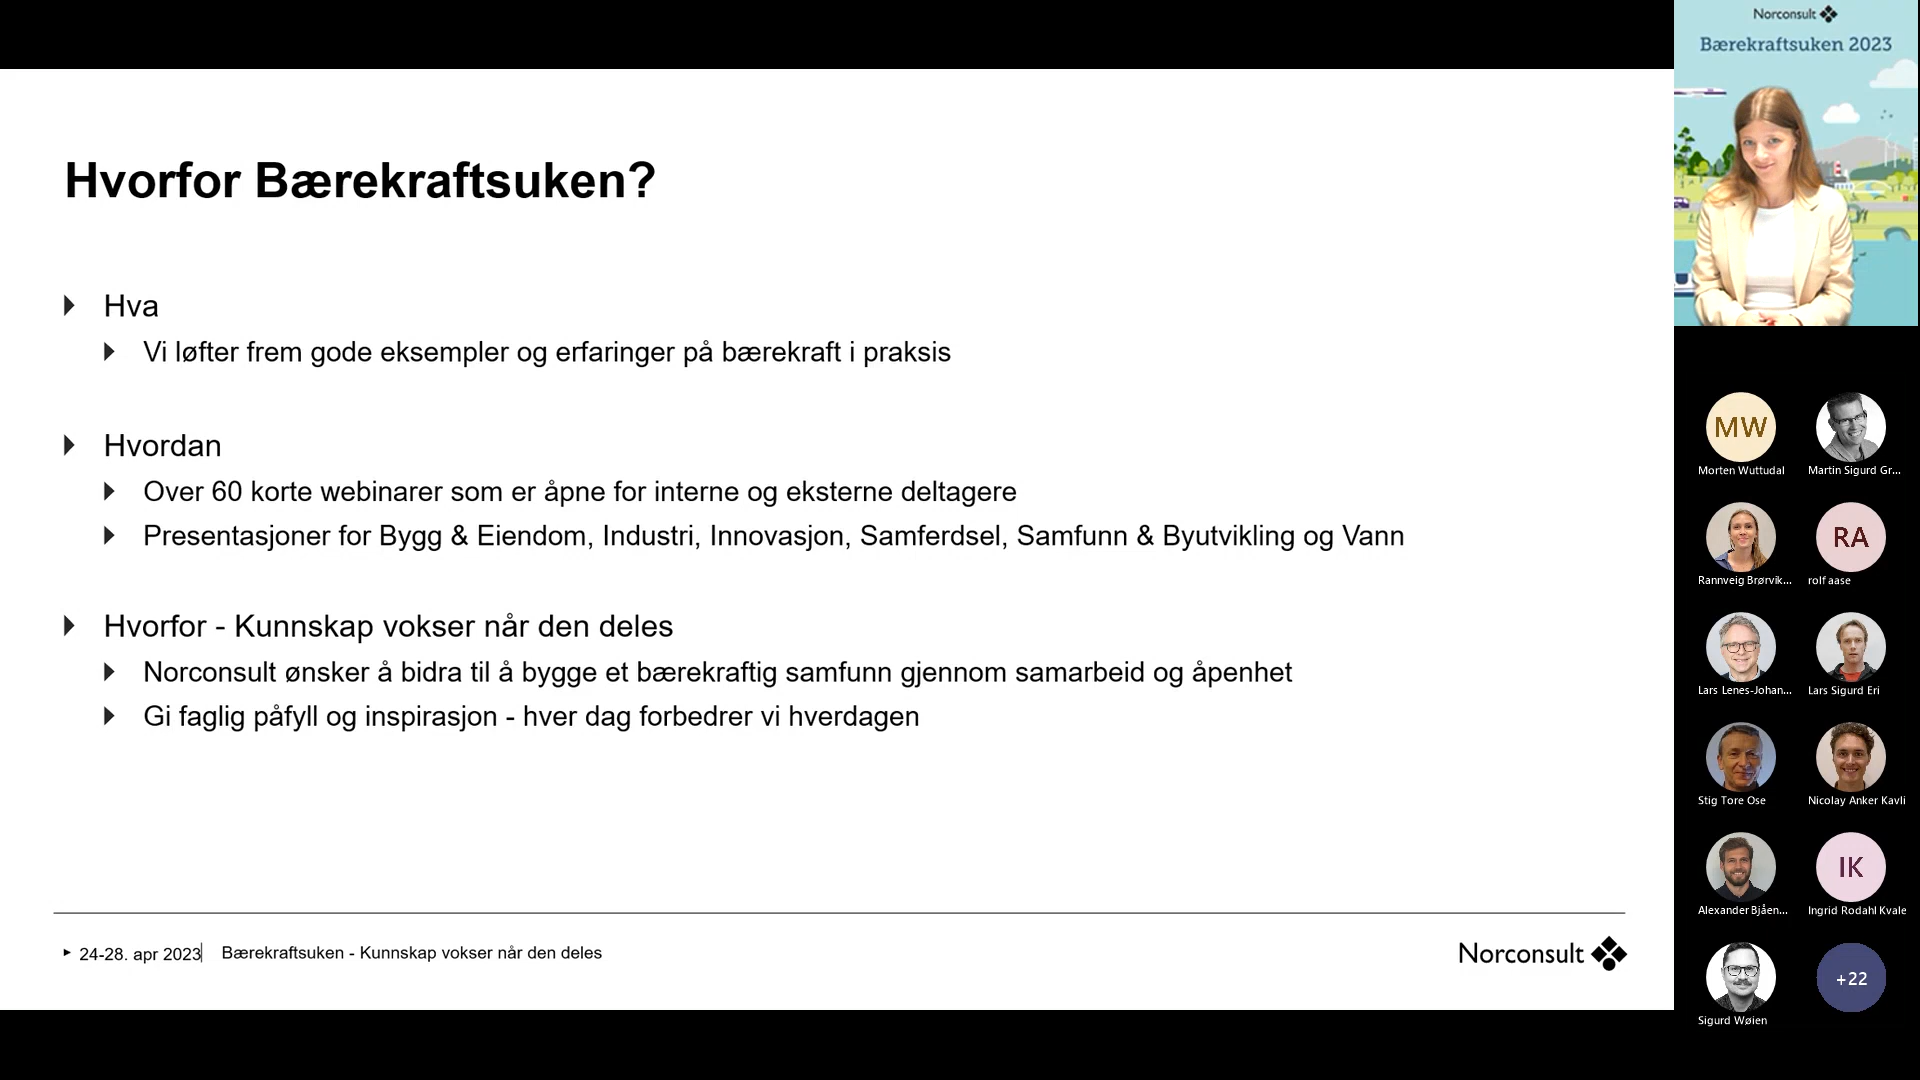 Hvorfor Bærekraftsuken?
Hva
Vi løfter frem gode eksempler og erfaringer på bærekraft i praksis
Hvordan
Over 60 korte webinarer som er åpne for interne og eksterne deltagere
Presentasjoner for Bygg & Eiendom, Industri, Innovasjon, Samferdsel, Samfunn & Byutvikling og Vann
Hvorfor - Kunnskap vokser når den deles
Norconsult ønsker å bidra til å bygge et bærekraftig samfunn gjennom samarbeid og åpenhet
Gi faglig påfyll og inspirasjon - hver dag forbedrer vi hverdagen
24-28. apr 2023
Bærekraftsuken - Kunnskap vokser når den deles
Norconsult
Norconsult
Bærekraftsuken 2023
MW
Morten Wuttudal
Martin Sigurd Gr...
Rannveig Brørvik...
RA
rolf aase
Lars Lenes-Johan...
Lars Sigurd Eri
Stig Tore Ose
Nicolay Anker Kavli
Alexander Bjåen...
IK
Ingrid Rodahl Kvale
Sigurd Wøien
+22